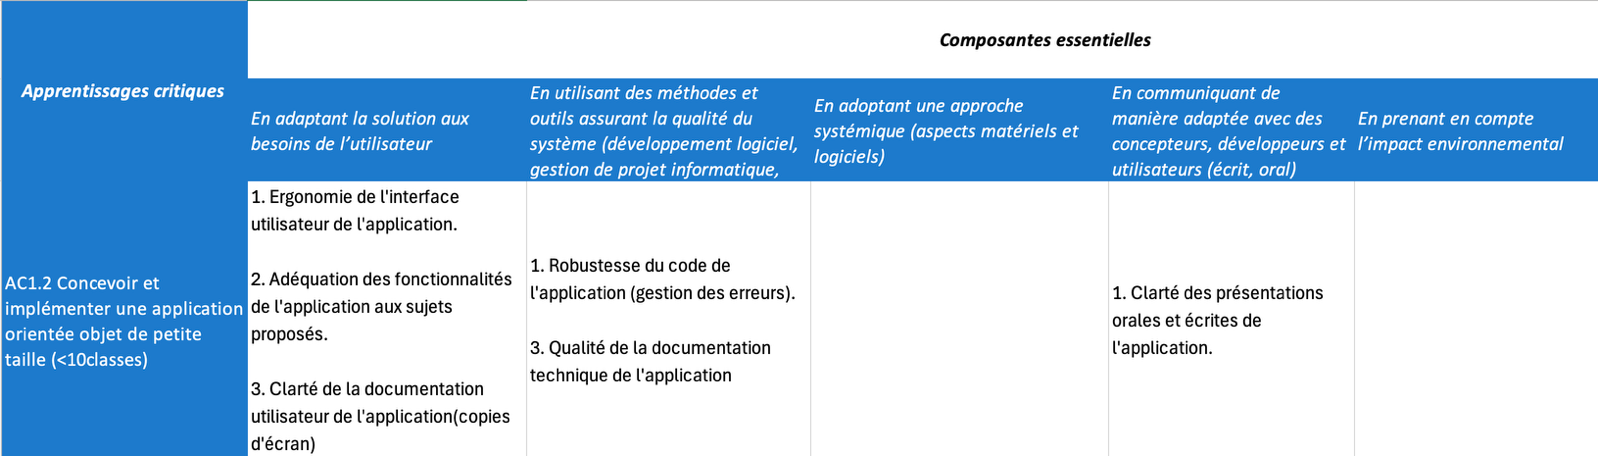 Composantes essentielles
Apprentissages critiques
En adaptant la solution aux
besoins de l’utilisateur
En utilisant des méthodes et
outils assurant la qualité du
système (développement logiciel,
gestion de projet informatique,
En adoptant une approche
systémique (aspects matériels et
logiciels)
En communiquant de
manière adaptée avec des
concepteurs, développeurs et
utilisateurs (écrit, oral)
En prenant en compte
l’impact environnemental
AC1.2 Concevoir et
implémenter une application
orientée objet de petite
taille (<10classes)
1. Ergonomie de l'interface
utilisateur de l'application.
2. Adéquation des fonctionnalités
de l'application aux sujets
proposés.
3. Clarté de la documentation
utilisateur de l'application(copies
d'écran)
1. Robustesse du code de
l'application (gestion des erreurs).
3. Qualité de la documentation
technique de l'application
1. Clarté des présentations
orales et écrites de
l'application.